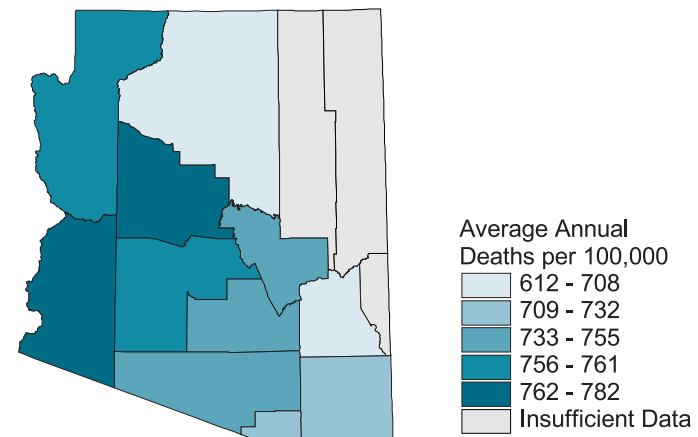 Average Annual
Deaths per 100,000
612 - 708
709 - 732
733 - 755
756 - 761
762 - 782
Insufficient Data